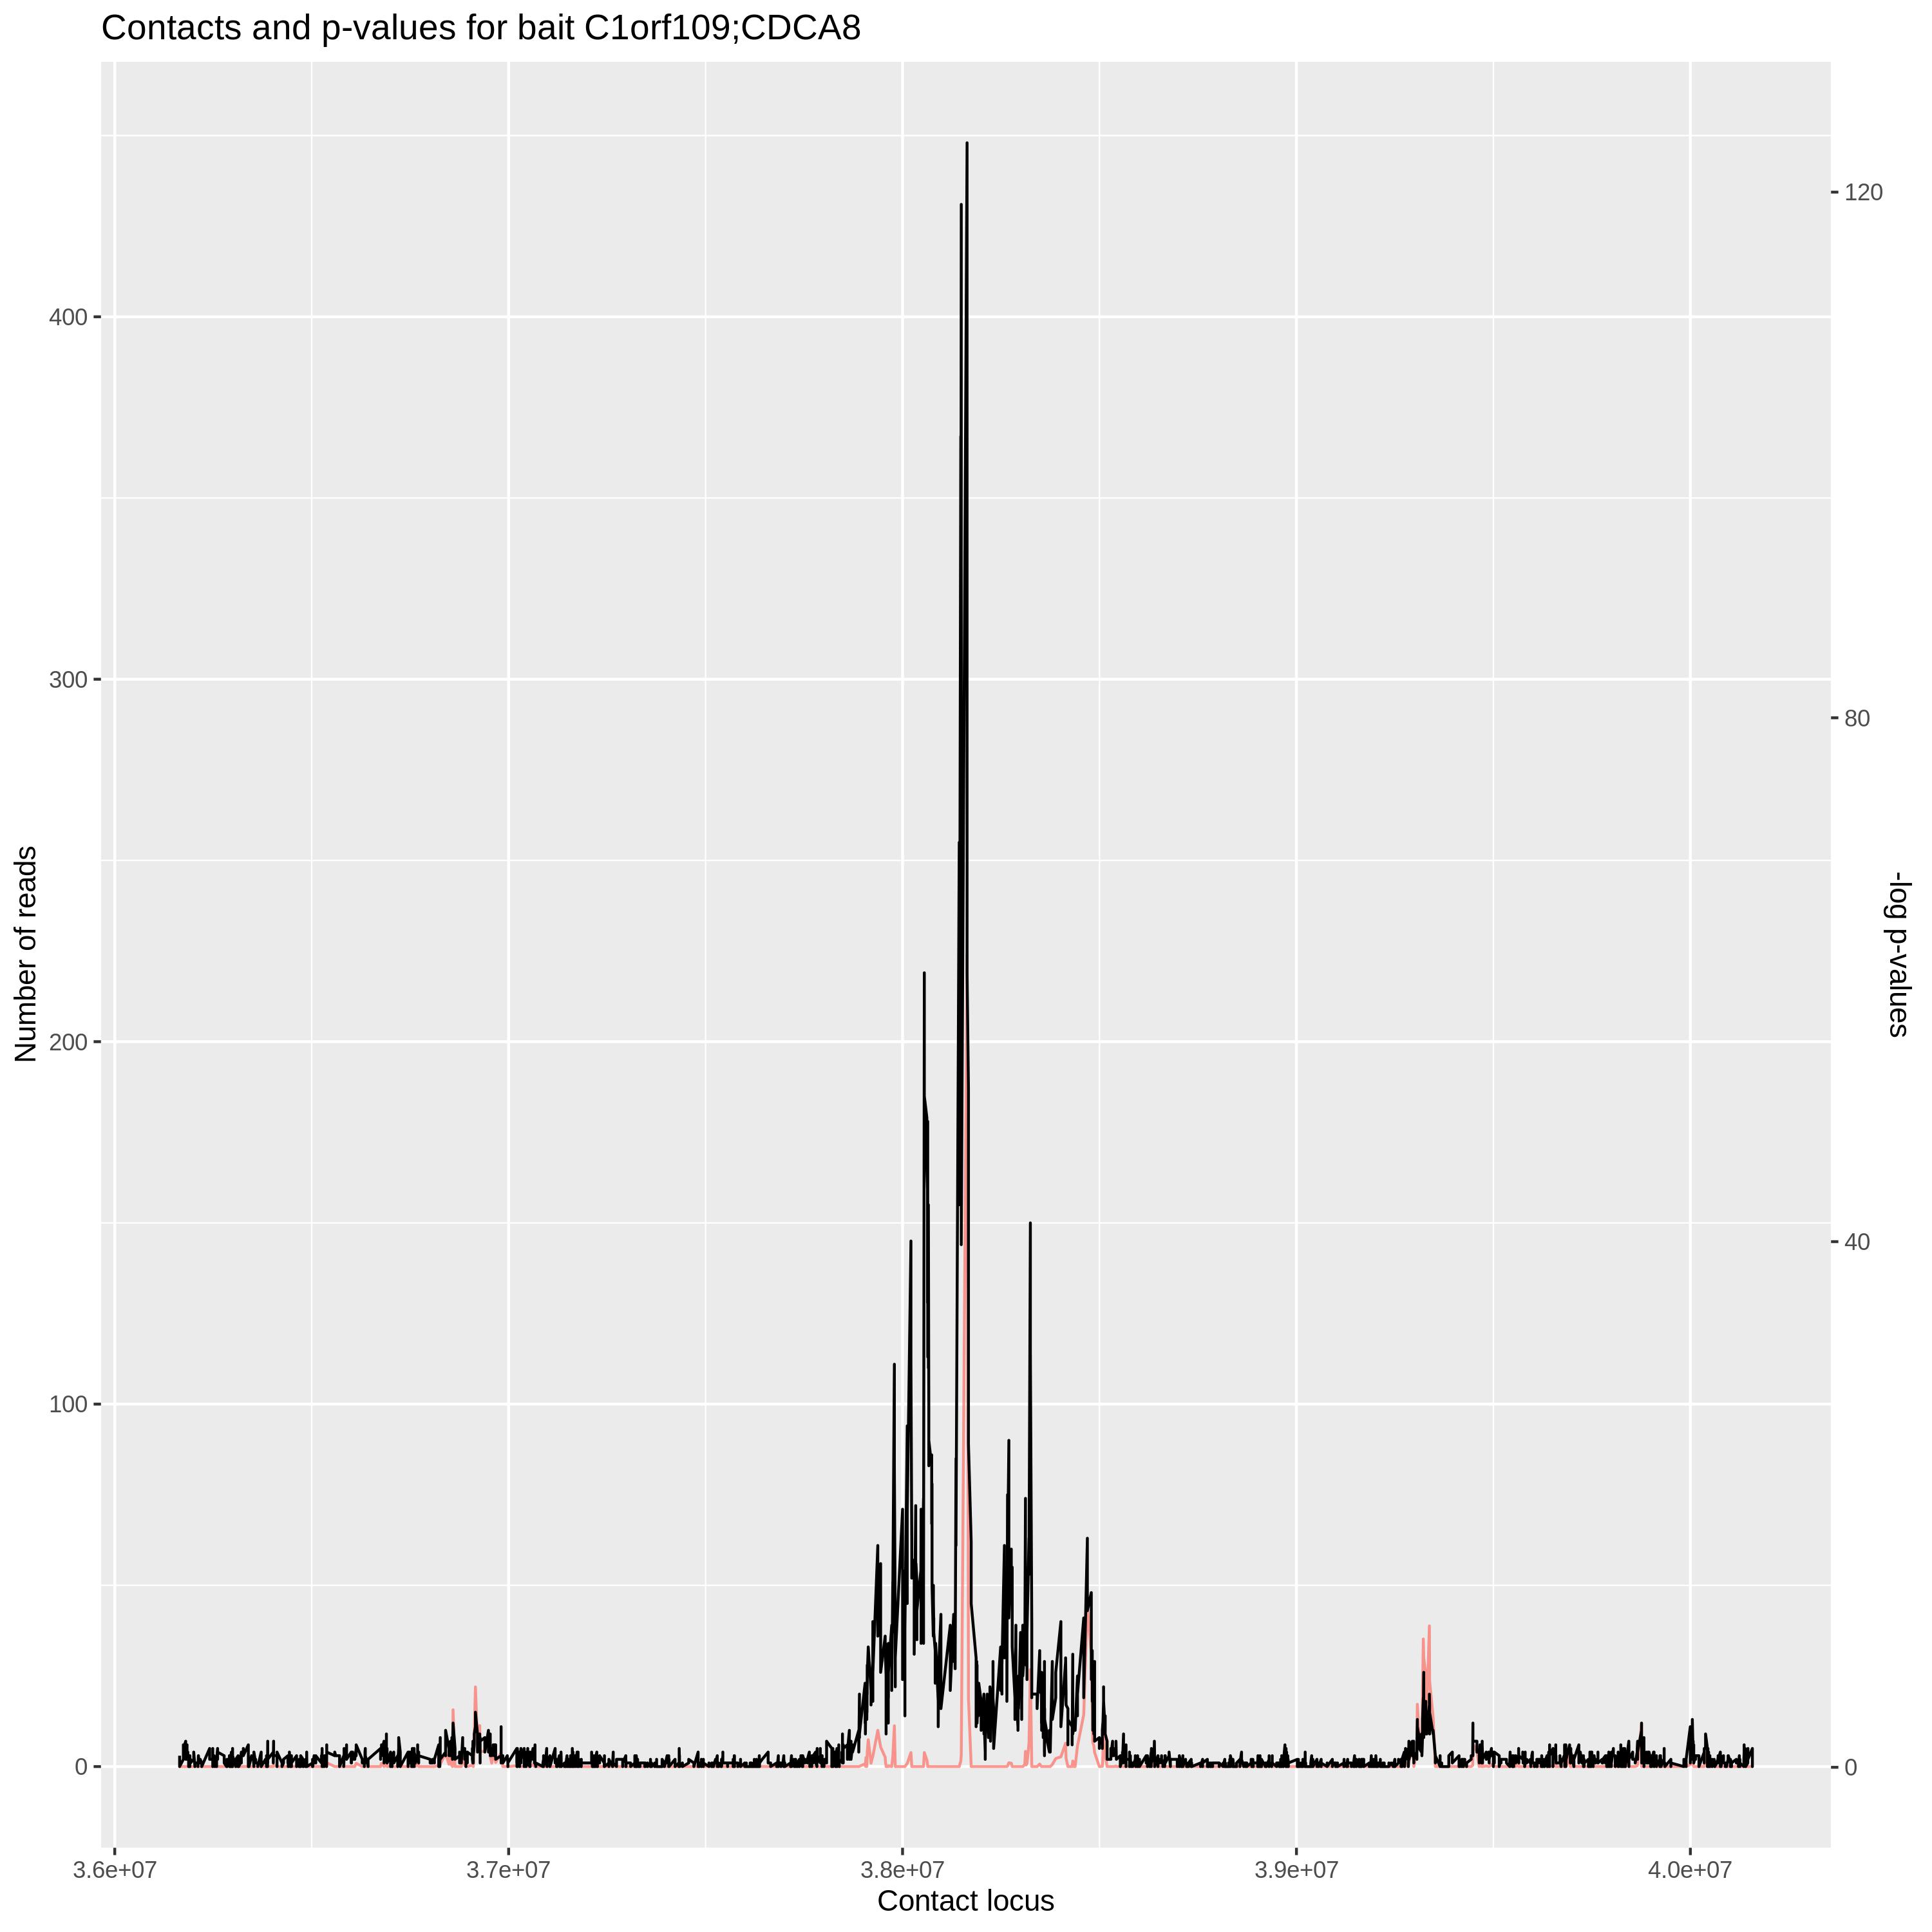 Contacts and p-values for bait C1orf109;CDCA8
Number of reads
400
300
200
100
0
120
80
40
0
-log p-values
3.6e+07 3.7e+07 3.8e+07 3.9e+07 4.0e+07
Contact locus